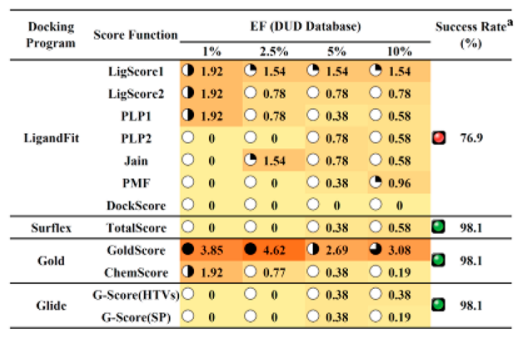 Docking Program Score Function EF (DUD Database) Success Rateᵃ (%)
1% 2.5% 5% 10%
LigScore1 1.92 1.54 1.54 1.54
LigScore2 1.92 0.78 0.78 0.78
PLP1 1.92 0.78 0.38 0.58
LigandFit PLP2 0 0 0.78 0.58 76.9
Jain 0 1.54 0.78 0.58
PMF 0 0 0.38 0.96
DockScore 0 0 0 0
Surflex TotalScore 0 0 0.38 0.58 98.1
Gold GoldScore 3.85 4.62 2.69 3.08 98.1
ChemScore 1.92 0.77 0.38 0.19
Glide G-Score(HTVs) 0 0 0.38 0.38 98.1
G-Score(SP) 0 0 0.38 0.19